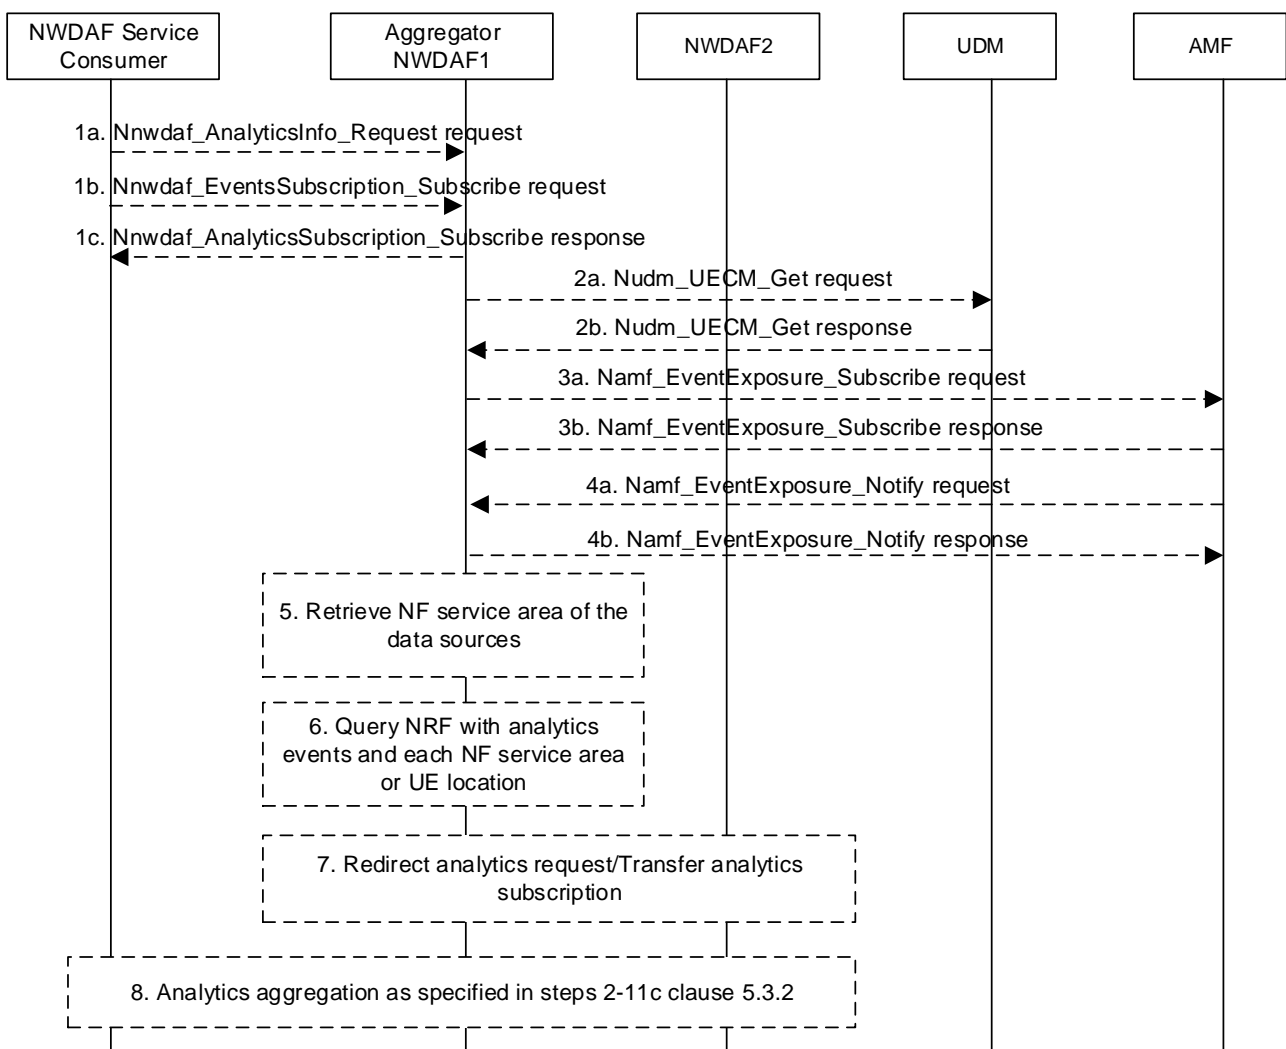 NWDAF Service
Consumer
Aggregator
NWDAF1
NWDAF2
UDM
AMF
1a. Nnwdaf_AnalyticsInfo_Request request
1b. Nnwdaf_EventsSubscription_Subscribe request
1c. Nnwdaf_AnalyticsSubscription_Subscribe response
2a. Nudm_UECM_Get request
2b. Nudm_UECM_Get response
3a. Namf_EventExposure_Subscribe request
3b. Namf_EventExposure_Subscribe response
4a. Namf_EventExposure_Notify request
4b. Namf_EventExposure_Notify response
5. Retrieve NF service area of the
data sources
6. Query NRF with analytics
events and each NF service area
or UE location
7. Redirect analytics request/Transfer analytics
subscription
8. Analytics aggregation as specified in steps 2-11c clause 5.3.2